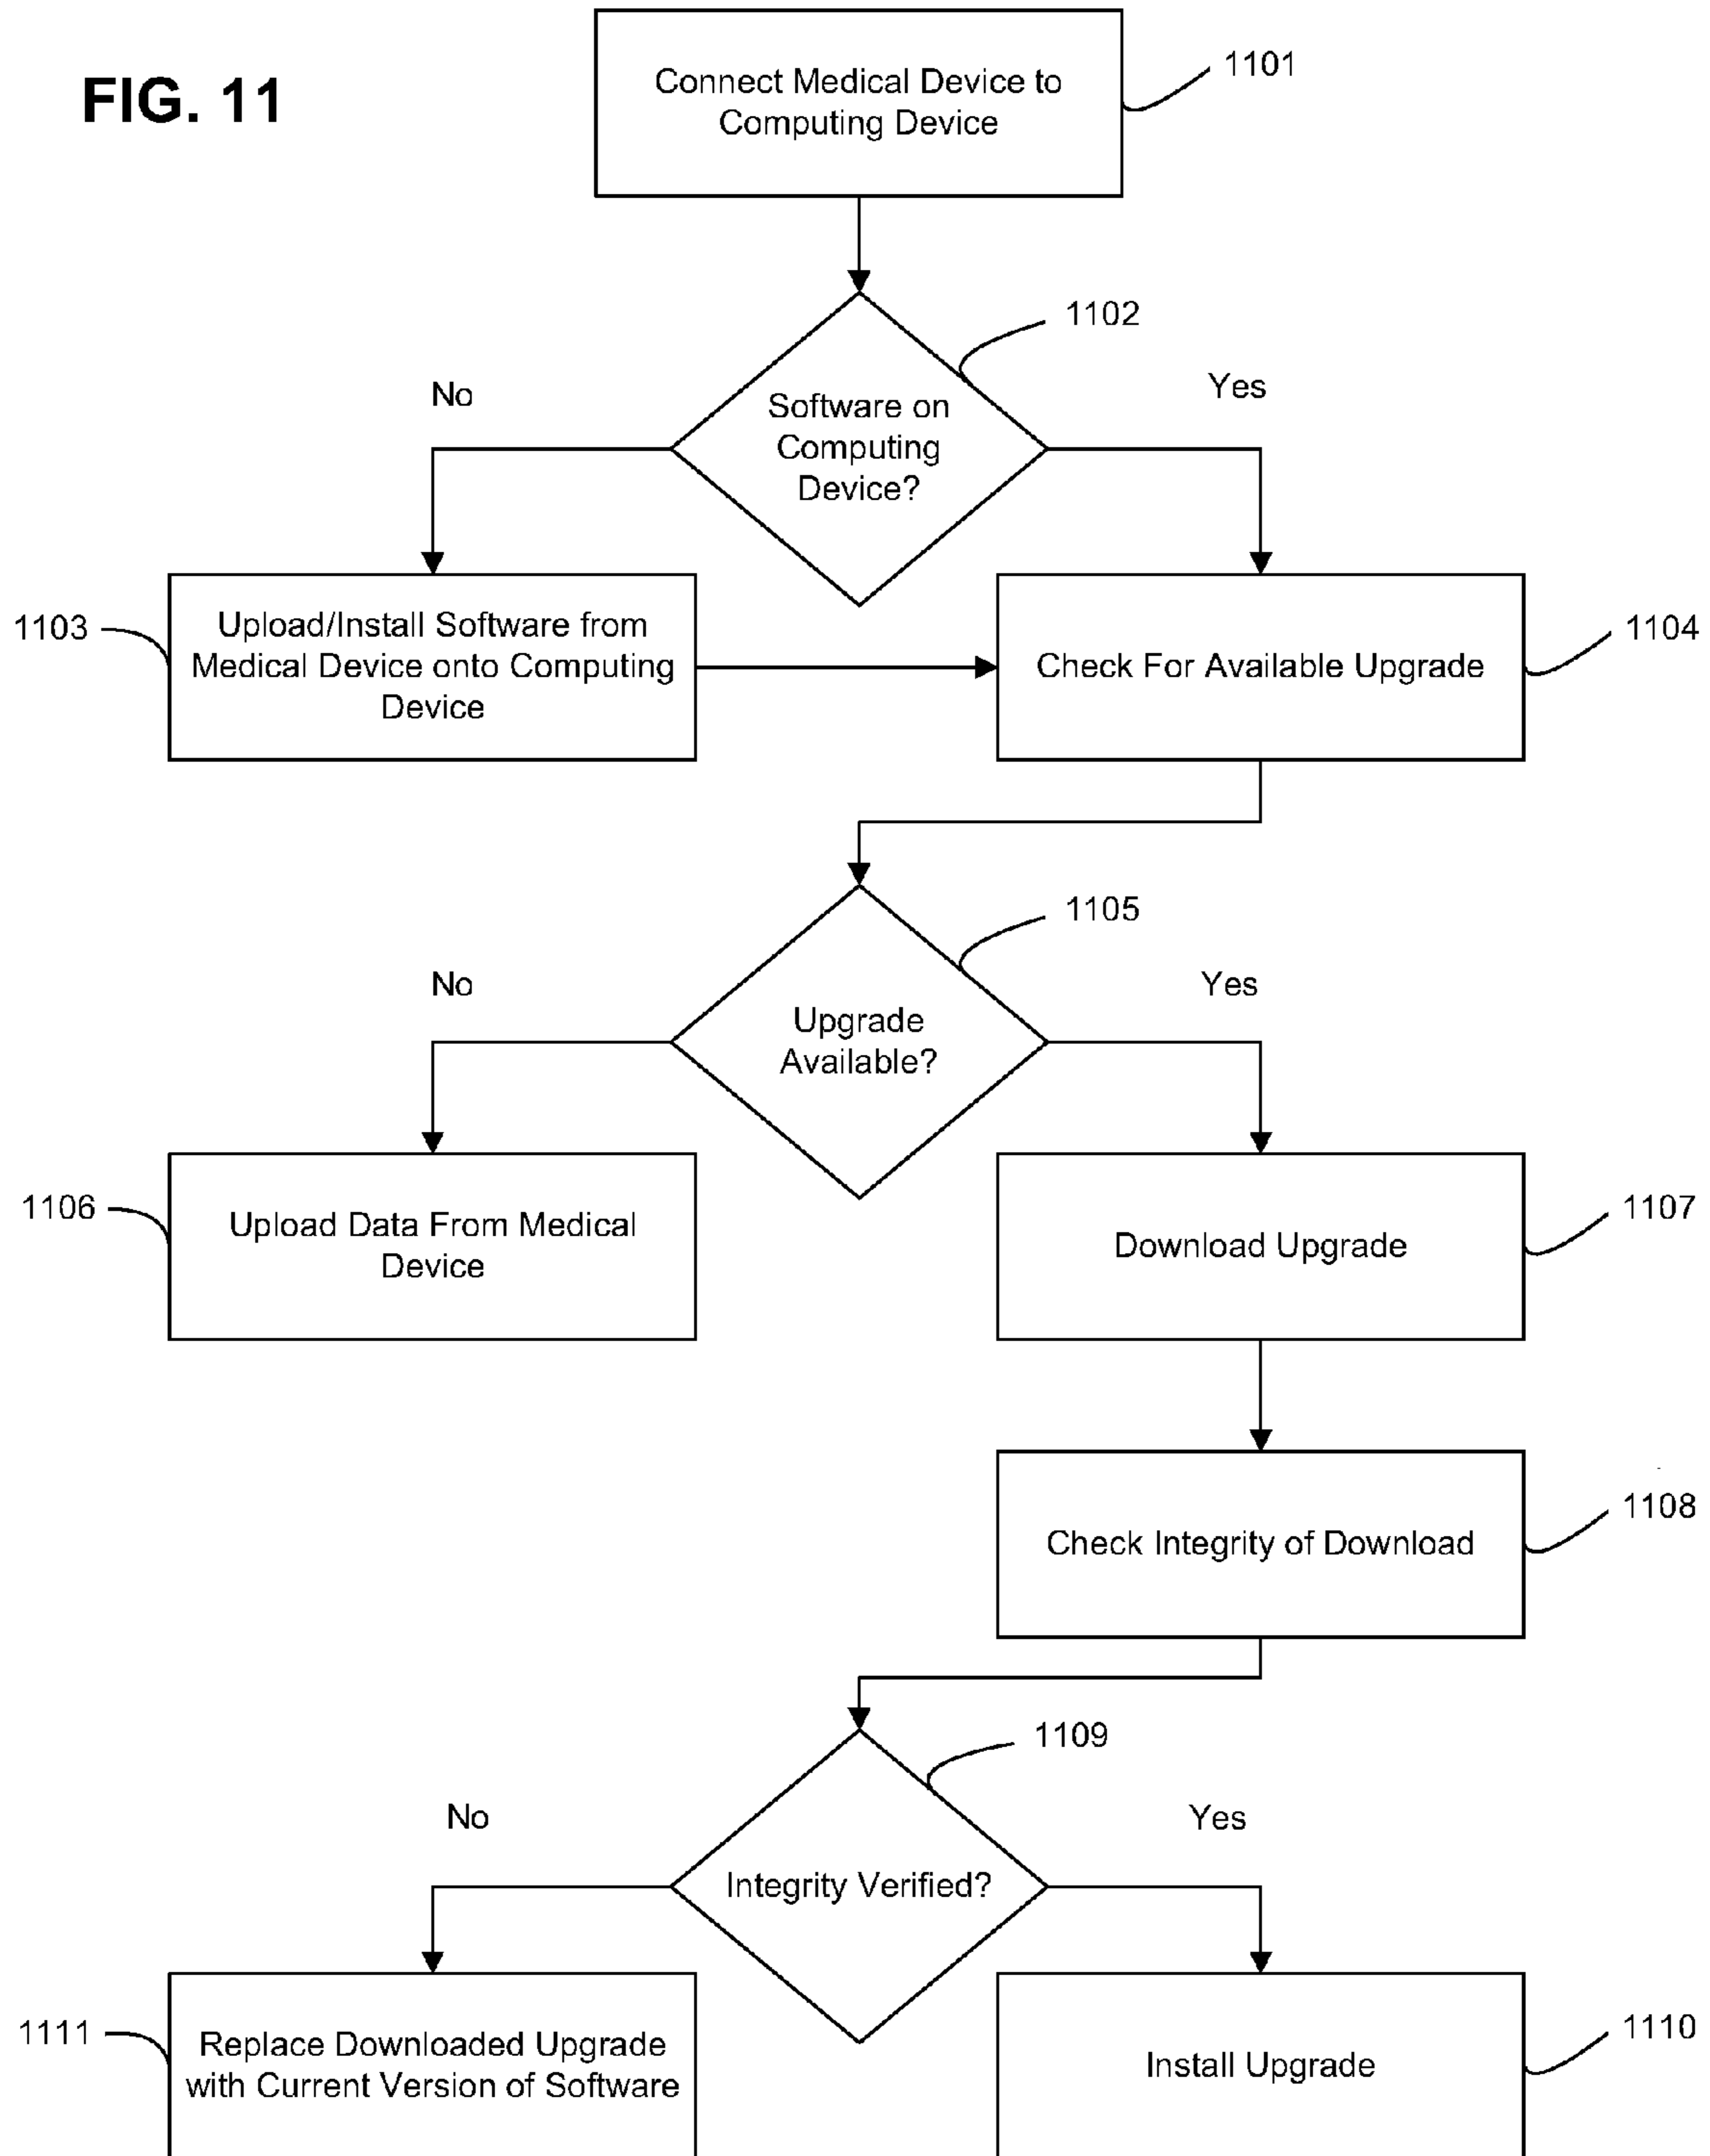 FIG. 11
Connect Medical Device to
Computing Device
1101
1102
Software on
Computing
Device?
No
Yes
1103
Upload/Install Software from
Medical Device onto Computing
Device
Check For Available Upgrade
1104
1105
Upgrade
Available?
No
Yes
1106
Upload Data From Medical
Device
Download Upgrade
1107
Check Integrity of Download
1108
1109
Integrity Verified?
No
Yes
1111
Replace Downloaded Upgrade
with Current Version of Software
Install Upgrade
1110